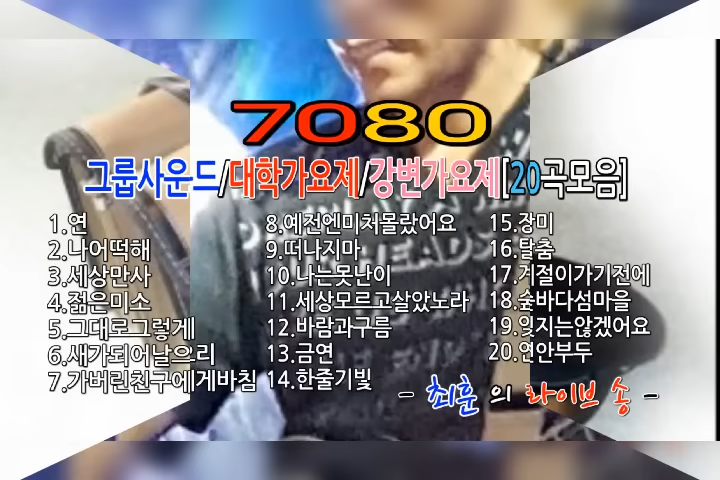 7080
그룹사운드/대학가요제/강변가요제[20곡모음]
1.연
2.나어떡해
3.세상만사
4.젊은미소
5.그대로그렇게
6.새가되어날으리
7.가버린친구에게바침
8.예전엔미처몰랐어요
9.떠나지마
10.나는못난이
11.세상모르고살았노라
12.바람과구름
13.금연
14.한줄기빛
15.장미
16.탈춤
17.계절이가기전에
18.숲바다섬마을
19.잊지는않겠어요
20.연안부두
- 최훈 의 라이브 송 -